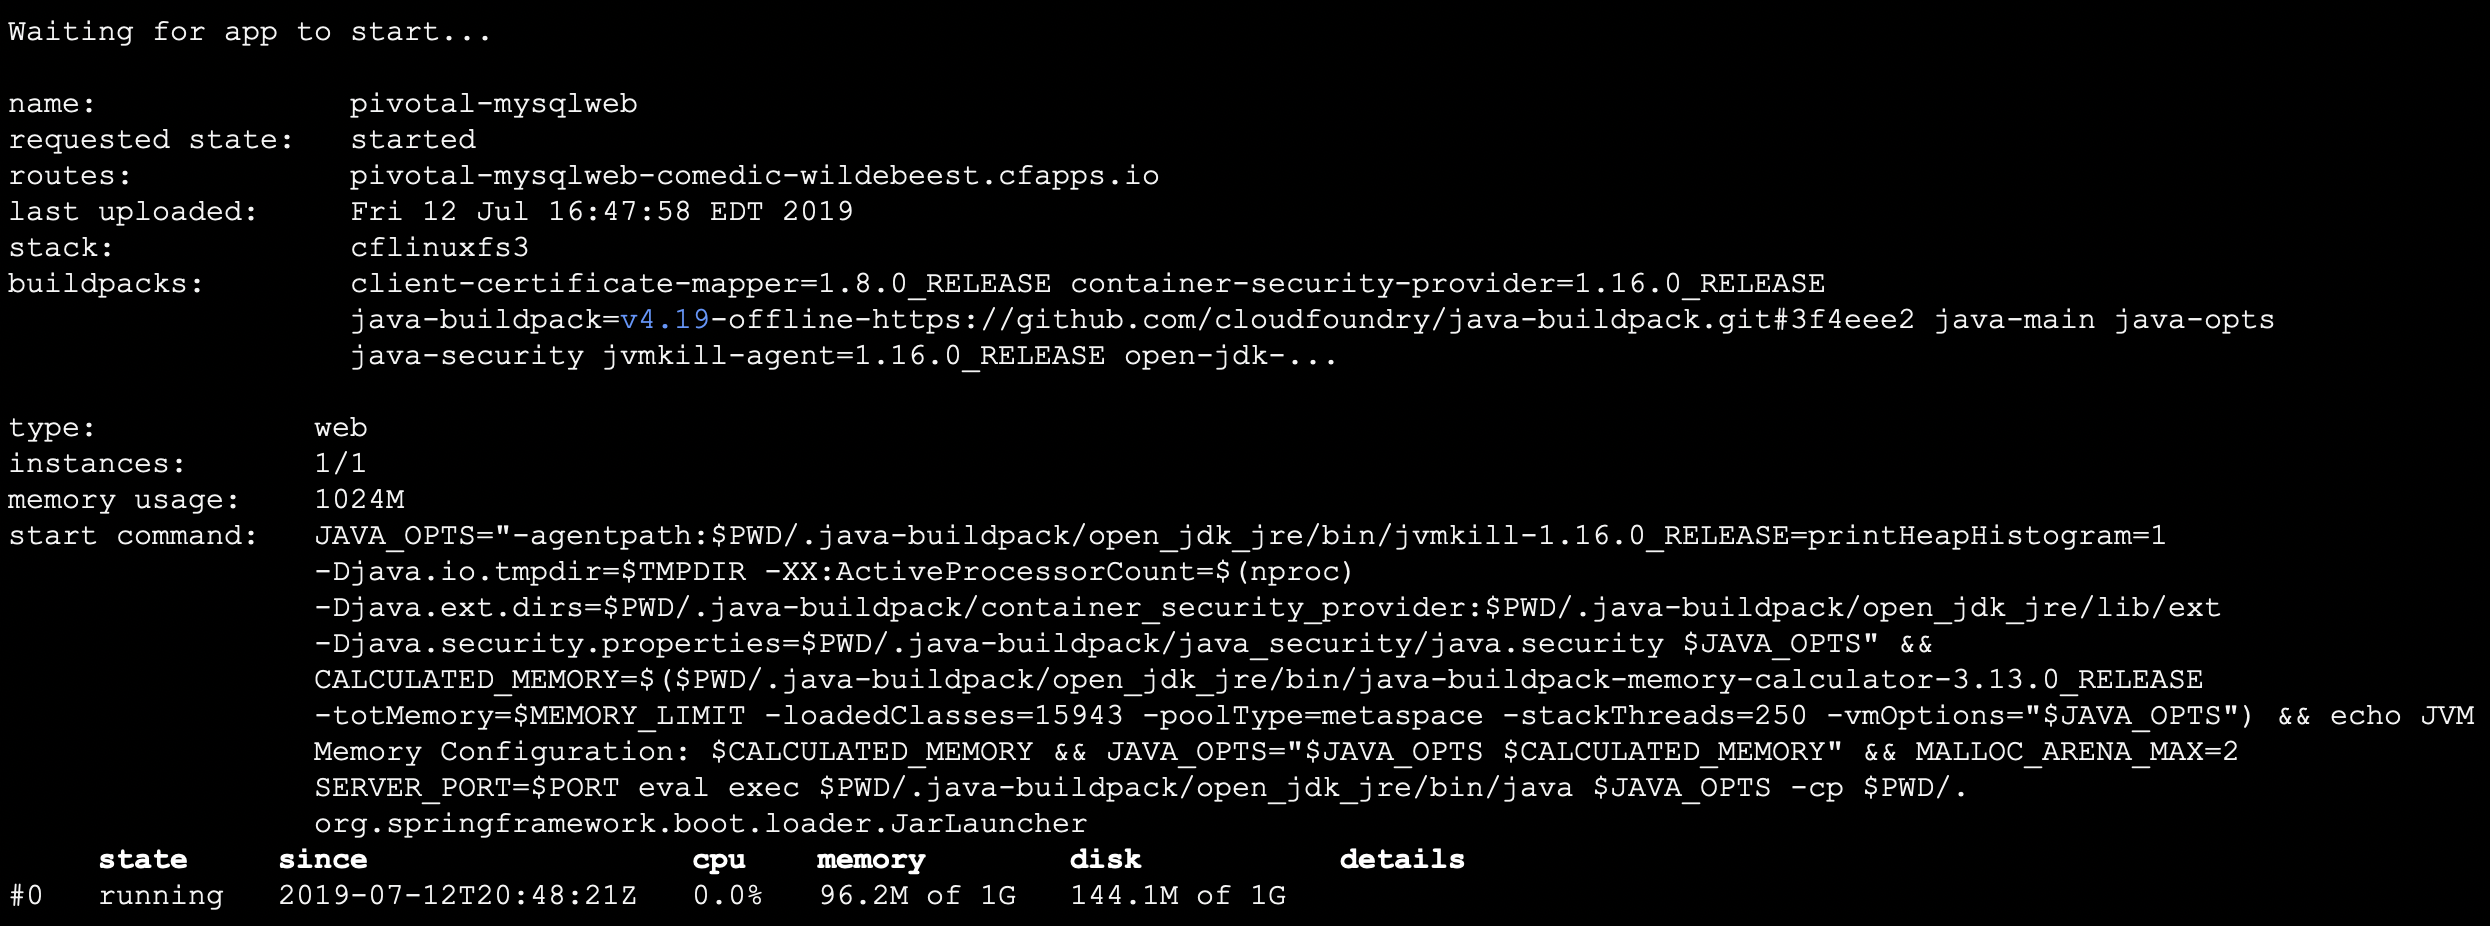 Waiting for app to start...
name: pivotal-mysqlweb
requested state: started
routes: pivotal-mysqlweb-comedic-wildebeest.cfapps.io
last uploaded: Fri 12 Jul 16:47:58 EDT 2019
stack: cflinuxfs3
buildpacks: client-certificate-mapper=1.8.0_RELEASE container-security-provider=1.16.0_RELEASE
java-buildpack=v4.19-offline-https://github.com/cloudfoundry/java-buildpack.git#3f4eee2 java-main java-opts
java-security jvmkill-agent=1.16.0_RELEASE open-jdk-...
type: web
instances: 1/1
memory usage: 1024M
start command: JAVA_OPTS="-agentpath:$PWD/.java-buildpack/open_jdk_jre/bin/jvmkill-1.16.0_RELEASE=printHeapHistogram=1
-Djava.io.tmpdir=$TMPDIR -XX:ActiveProcessorCount=$(nproc)
-Djava.ext.dirs=$PWD/.java-buildpack/container_security_provider:$PWD/.java-buildpack/open_jdk_jre/lib/ext
-Djava.security.properties=$PWD/.java-buildpack/java_security/java.security $JAVA_OPTS" &&
CALCULATED_MEMORY=$($PWD/.java-buildpack/open_jdk_jre/bin/java-buildpack-memory-calculator-3.13.0_RELEASE
-totMemory=$MEMORY_LIMIT -loadedClasses=15943 -poolType=metaspace -stackThreads=250 -vmOptions="$JAVA_OPTS") && echo JVM
Memory Configuration: $CALCULATED_MEMORY && JAVA_OPTS="$JAVA_OPTS $CALCULATED_MEMORY" && MALLOC_ARENA_MAX=2
SERVER_PORT=$PORT eval exec $PWD/.java-buildpack/open_jdk_jre/bin/java $JAVA_OPTS -cp $PWD/.
org.springframework.boot.loader.JarLauncher
state since cpu memory disk details
#0 running 2019-07-12T20:48:21Z 0.0% 96.2M of 1G 144.1M of 1G